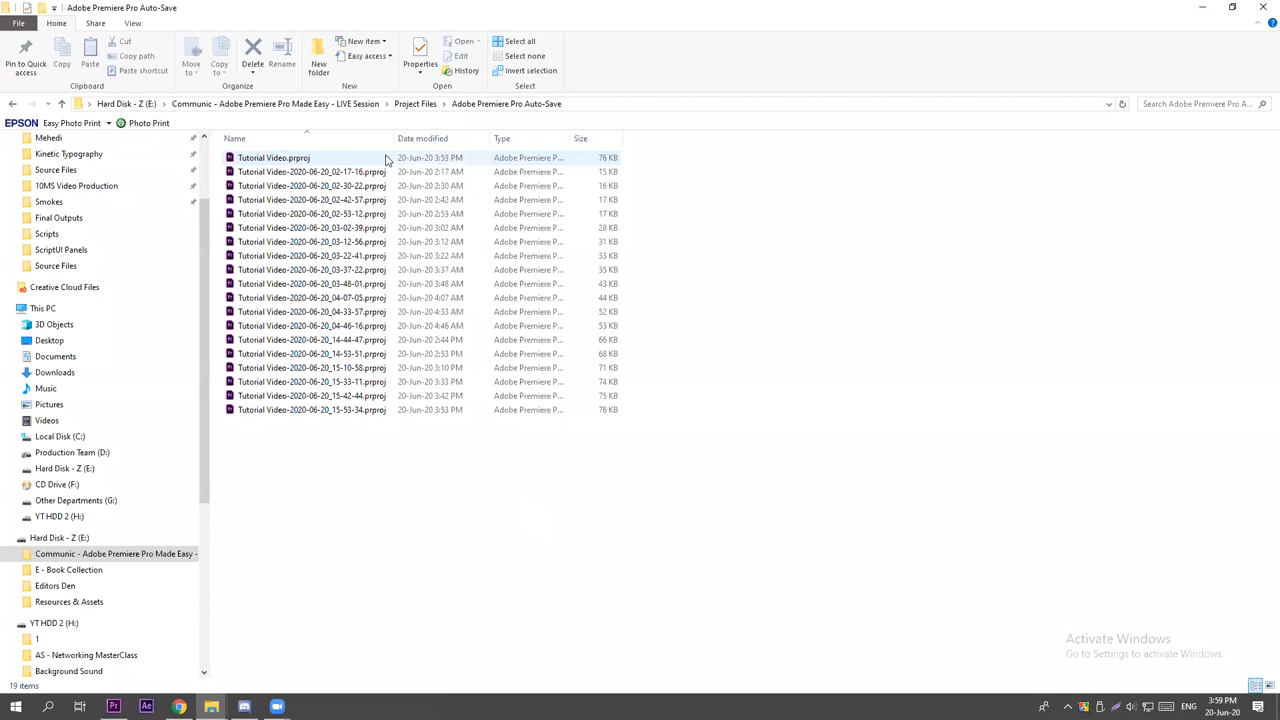 Adobe Premiere Pro Auto-Save
File Home Share View
Pin to Quick access
Copy
Paste
Cut
Copy path
Paste shortcut
Move to
Copy to
Delete
Rename
New folder
New item
Easy access
Properties
Open
Edit
History
Select all
Select none
Invert selection
Clipboard Organize New Open Select
Hard Disk - Z (E:) Communic - Adobe Premiere Pro Made Easy - LIVE Session Project Files Adobe Premiere Pro Auto-Save Search Adobe Premiere Pro A...
EPSON Easy Photo Print Photo Print
Mehedi
Kinetic Typography
Source Files
10MS Video Production
Smokes
Final Outputs
Scripts
ScriptUI Panels
Source Files
Creative Cloud Files
This PC
3D Objects
Desktop
Documents
Downloads
Music
Pictures
Videos
Local Disk (C:)
Production Team (D:)
Hard Disk - Z (E:)
CD Drive (F:)
Other Departments (G:)
YT HDD 2 (H:)
Hard Disk - Z (E:)
Communic - Adobe Premiere Pro Made Easy -
E - Book Collection
Editors Den
Resources & Assets
YT HDD 2 (H:)
1
AS - Networking MasterClass
Background Sound
Name Date modified Type Size
Tutorial Video.prproj 20-Jun-20 3:59 PM Adobe Premiere P... 76 KB
Tutorial Video-2020-06-20_02-17-16.prproj 20-Jun-20 2:17 AM Adobe Premiere P... 15 KB
Tutorial Video-2020-06-20_02-30-22.prproj 20-Jun-20 2:30 AM Adobe Premiere P... 16 KB
Tutorial Video-2020-06-20_02-42-57.prproj 20-Jun-20 2:42 AM Adobe Premiere P... 17 KB
Tutorial Video-2020-06-20_02-53-12.prproj 20-Jun-20 2:53 AM Adobe Premiere P... 17 KB
Tutorial Video-2020-06-20_03-02-39.prproj 20-Jun-20 3:02 AM Adobe Premiere P... 28 KB
Tutorial Video-2020-06-20_03-12-56.prproj 20-Jun-20 3:12 AM Adobe Premiere P... 31 KB
Tutorial Video-2020-06-20_03-22-41.prproj 20-Jun-20 3:22 AM Adobe Premiere P... 33 KB
Tutorial Video-2020-06-20_03-37-22.prproj 20-Jun-20 3:37 AM Adobe Premiere P... 35 KB
Tutorial Video-2020-06-20_03-48-01.prproj 20-Jun-20 3:48 AM Adobe Premiere P... 43 KB
Tutorial Video-2020-06-20_04-07-05.prproj 20-Jun-20 4:07 AM Adobe Premiere P... 44 KB
Tutorial Video-2020-06-20_04-33-57.prproj 20-Jun-20 4:33 AM Adobe Premiere P... 52 KB
Tutorial Video-2020-06-20_04-46-16.prproj 20-Jun-20 4:46 AM Adobe Premiere P... 53 KB
Tutorial Video-2020-06-20_14-44-47.prproj 20-Jun-20 2:44 PM Adobe Premiere P... 66 KB
Tutorial Video-2020-06-20_14-53-51.prproj 20-Jun-20 2:53 PM Adobe Premiere P... 68 KB
Tutorial Video-2020-06-20_15-10-58.prproj 20-Jun-20 3:10 PM Adobe Premiere P... 71 KB
Tutorial Video-2020-06-20_15-33-11.prproj 20-Jun-20 3:33 PM Adobe Premiere P... 74 KB
Tutorial Video-2020-06-20_15-42-44.prproj 20-Jun-20 3:42 PM Adobe Premiere P... 75 KB
Tutorial Video-2020-06-20_15-53-34.prproj 20-Jun-20 3:53 PM Adobe Premiere P... 76 KB
Activate Windows
Go to Settings to activate Windows.
19 items
Pr Ae
ENG
3:59 PM
20-Jun-20